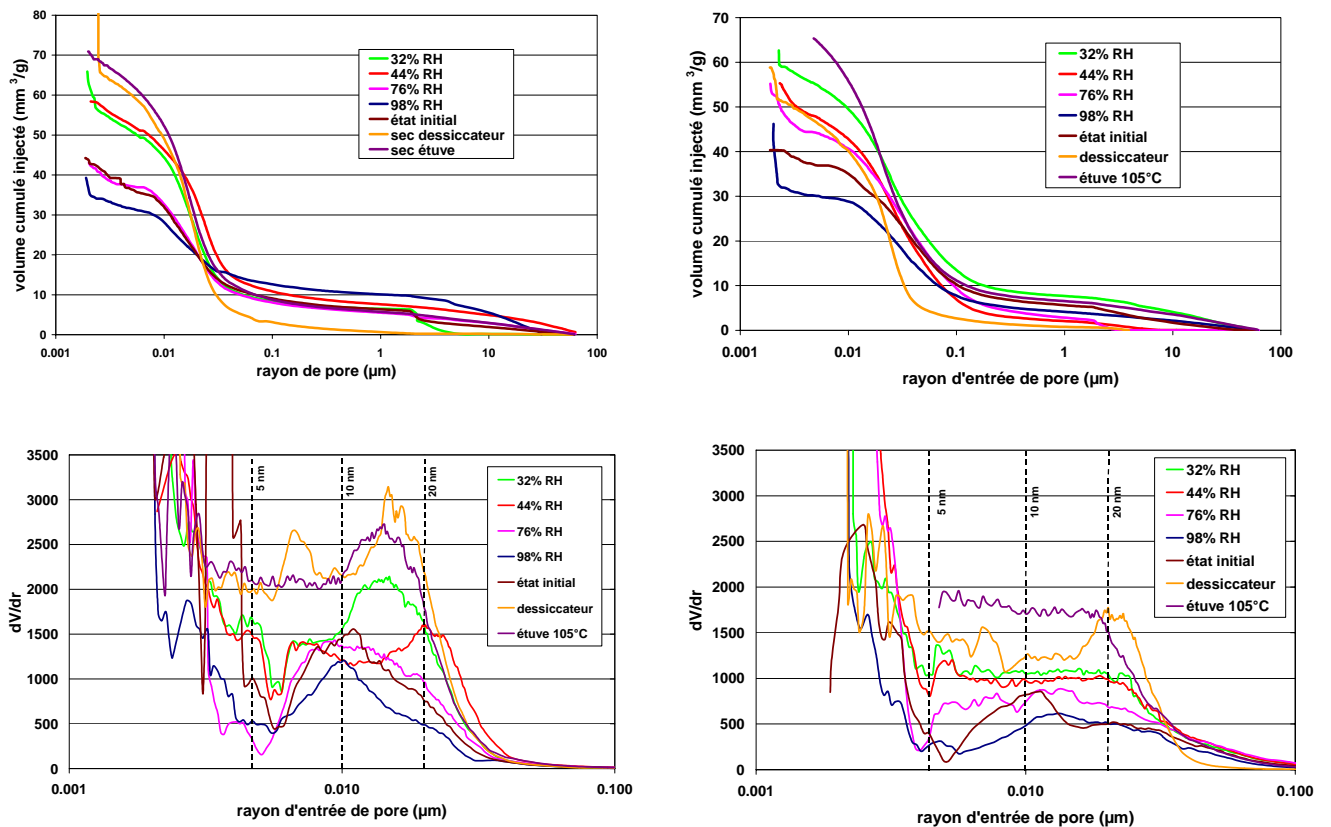 80
70
60
50
40
30
20
10
0
volume cumulé injecté (mm³/g)
32% RH
44% RH
76% RH
98% RH
état initial
sec dessiccateur
sec étuve
0.001
0.01
0.1
1
10
100
rayon de pore (µm)
70
60
50
40
30
20
10
0
volume cumulé injecté (mm³/g)
32% RH
44% RH
76% RH
98% RH
état initial
dessiccateur
étuve 105°C
0.001
0.01
0.1
1
10
100
rayon d'entrée de pore (µm)
3500
3000
2500
2000
1500
1000
500
0
dV/dr
5 nm
10 nm
20 nm
32% RH
44% RH
76% RH
98% RH
état initial
dessiccateur
étuve 105°C
0.001
0.010
0.100
rayon d'entrée de pore (µm)
3500
3000
2500
2000
1500
1000
500
0
dV/dr
5 nm
10 nm
20 nm
32% RH
44% RH
76% RH
98% RH
état initial
dessiccateur
étuve 105°C
0.001
0.010
0.100
rayon d'entrée de pore (µm)